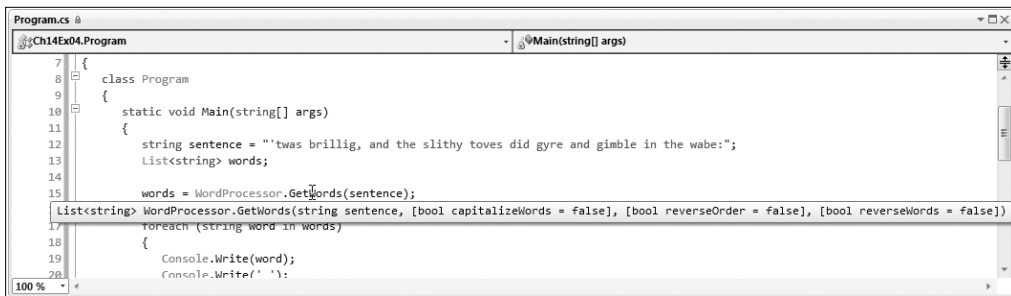 Program.cs
Ch14Ex04.Program
Main(string[] args)
7 {
8 class Program
9 {
10 static void Main(string[] args)
11 {
12 string sentence = "'twas brillig, and the slithy toves did gyre and gimble in the wabe:";
13 List<string> words;
14
15 words = WordProcessor.GetWords(sentence);
List<string> WordProcessor.GetWords(string sentence, [bool capitalizeWords = false], [bool reverseOrder = false], [bool reverseWords = false])
17 foreach (string word in words)
18 {
19 Console.Write(word);
20 Console.Write(' ');
100 %